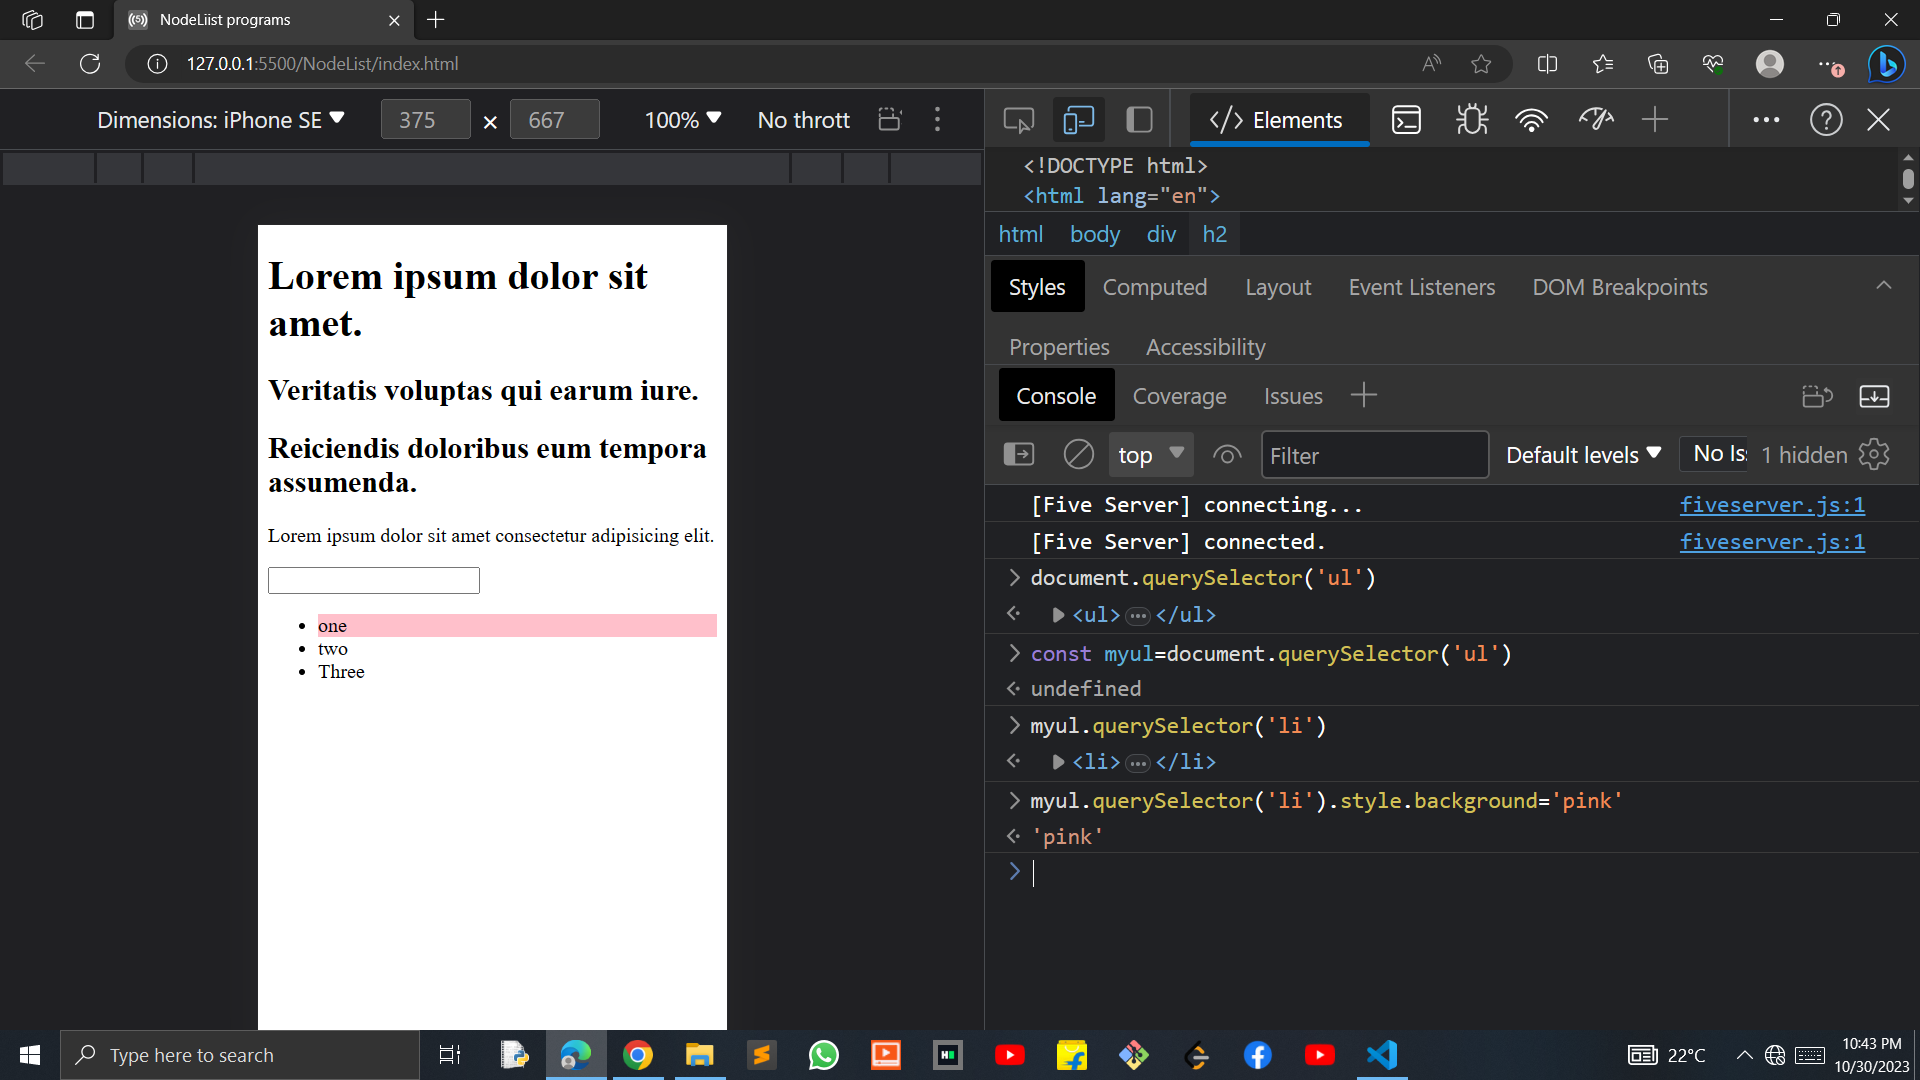 NodeLiist programs
127.0.0.1:5500/NodeList/index.html
Dimensions: iPhone SE 375 × 667 100% No thrott
Elements
<!DOCTYPE html>
<html lang="en">
html body div h2
Styles Computed Layout Event Listeners DOM Breakpoints
Properties Accessibility
Console Coverage Issues
top Filter Default levels No Is 1 hidden
[Five Server] connecting... fiveserver.js:1
[Five Server] connected. fiveserver.js:1
document.querySelector('ul')
<ul>…</ul>
const myul=document.querySelector('ul')
undefined
myul.querySelector('li')
<li>…</li>
myul.querySelector('li').style.background='pink'
'pink'
Lorem ipsum dolor sit
amet.
Veritatis voluptas qui earum iure.
Reiciendis doloribus eum tempora
assumenda.
Lorem ipsum dolor sit amet consectetur adipisicing elit.
• one
• two
• Three
Type here to search
22°C
10:43 PM
10/30/2023